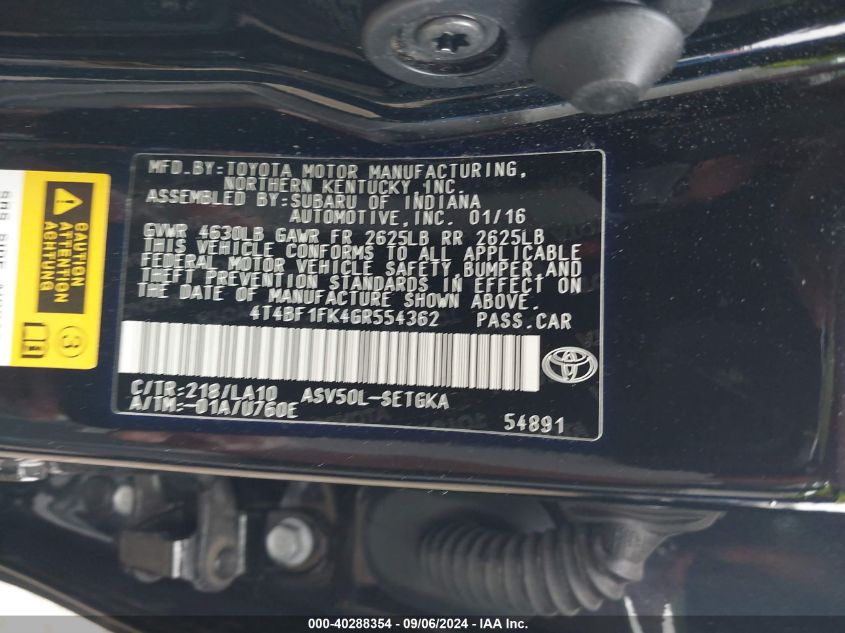 MFD.BY:TOYOTA MOTOR MANUFACTURING,
NORTHERN KENTUCKY,INC.
ASSEMBLED BY:SUBARU OF INDIANA
AUTOMOTIVE,INC. 01/16
GVWR 4630LB GAWR FR 2625LB RR 2625LB
THIS VEHICLE CONFORMS TO ALL APPLICABLE
FEDERAL MOTOR VEHICLE SAFETY,BUMPER,AND
THEFT PREVENTION STANDARDS IN EFFECT ON
THE DATE OF MANUFACTURE SHOWN ABOVE.
4T4BF1FK4GR554362 PASS.CAR
C/TR:218/LA10 ASV50L-SETGKA
A/TM:-01A/U760E
54891
CAUTION
ATTENTION
ACHTUNG
3
000-40288354 - 09/06/2024 - IAA Inc.